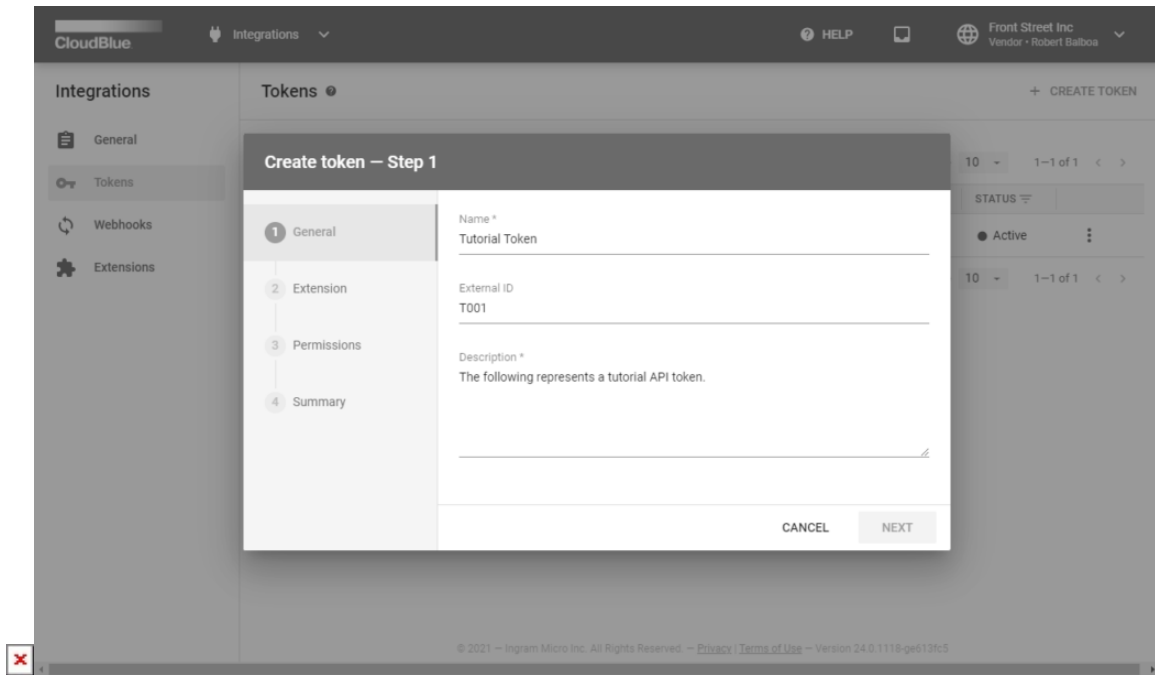 CloudBlue
Integrations
HELP
Front Street Inc
Vendor • Robert Balboa
Integrations
General
Tokens
Webhooks
Extensions
Tokens
+ CREATE TOKEN
10
1–1 of 1
STATUS
Active
10
1–1 of 1
Create token — Step 1
1 General
2 Extension
3 Permissions
4 Summary
Name *
Tutorial Token
External ID
T001
Description *
The following represents a tutorial API token.
CANCEL
NEXT
© 2021 – Ingram Micro Inc. All Rights Reserved. – Privacy | Terms of Use – Version 24.0.1118-ge613fc5